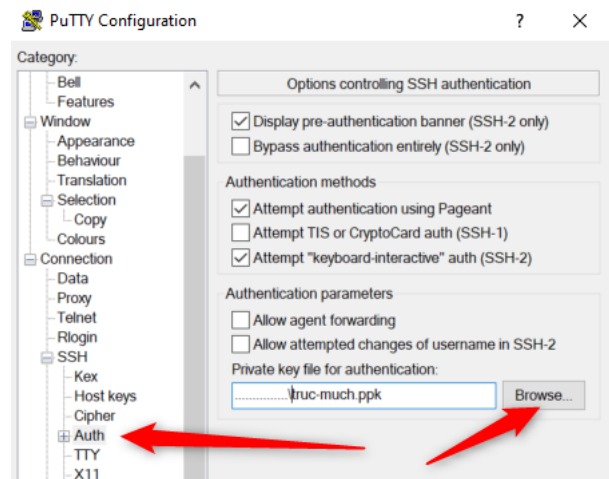 PuTTY Configuration
?
Category:
Bell
Features
Window
Appearance
Behaviour
Translation
Selection
Copy
Colours
Connection
Data
Proxy
Telnet
Rlogin
SSH
Kex
Host keys
Cipher
Auth
TTY
X11
Options controlling SSH authentication
Display pre-authentication banner (SSH-2 only)
Bypass authentication entirely (SSH-2 only)
Authentication methods
Attempt authentication using Pageant
Attempt TIS or CryptoCard auth (SSH-1)
Attempt "keyboard-interactive" auth (SSH-2)
Authentication parameters
Allow agent forwarding
Allow attempted changes of username in SSH-2
Private key file for authentication:
...............\truc-much.ppk
Browse...